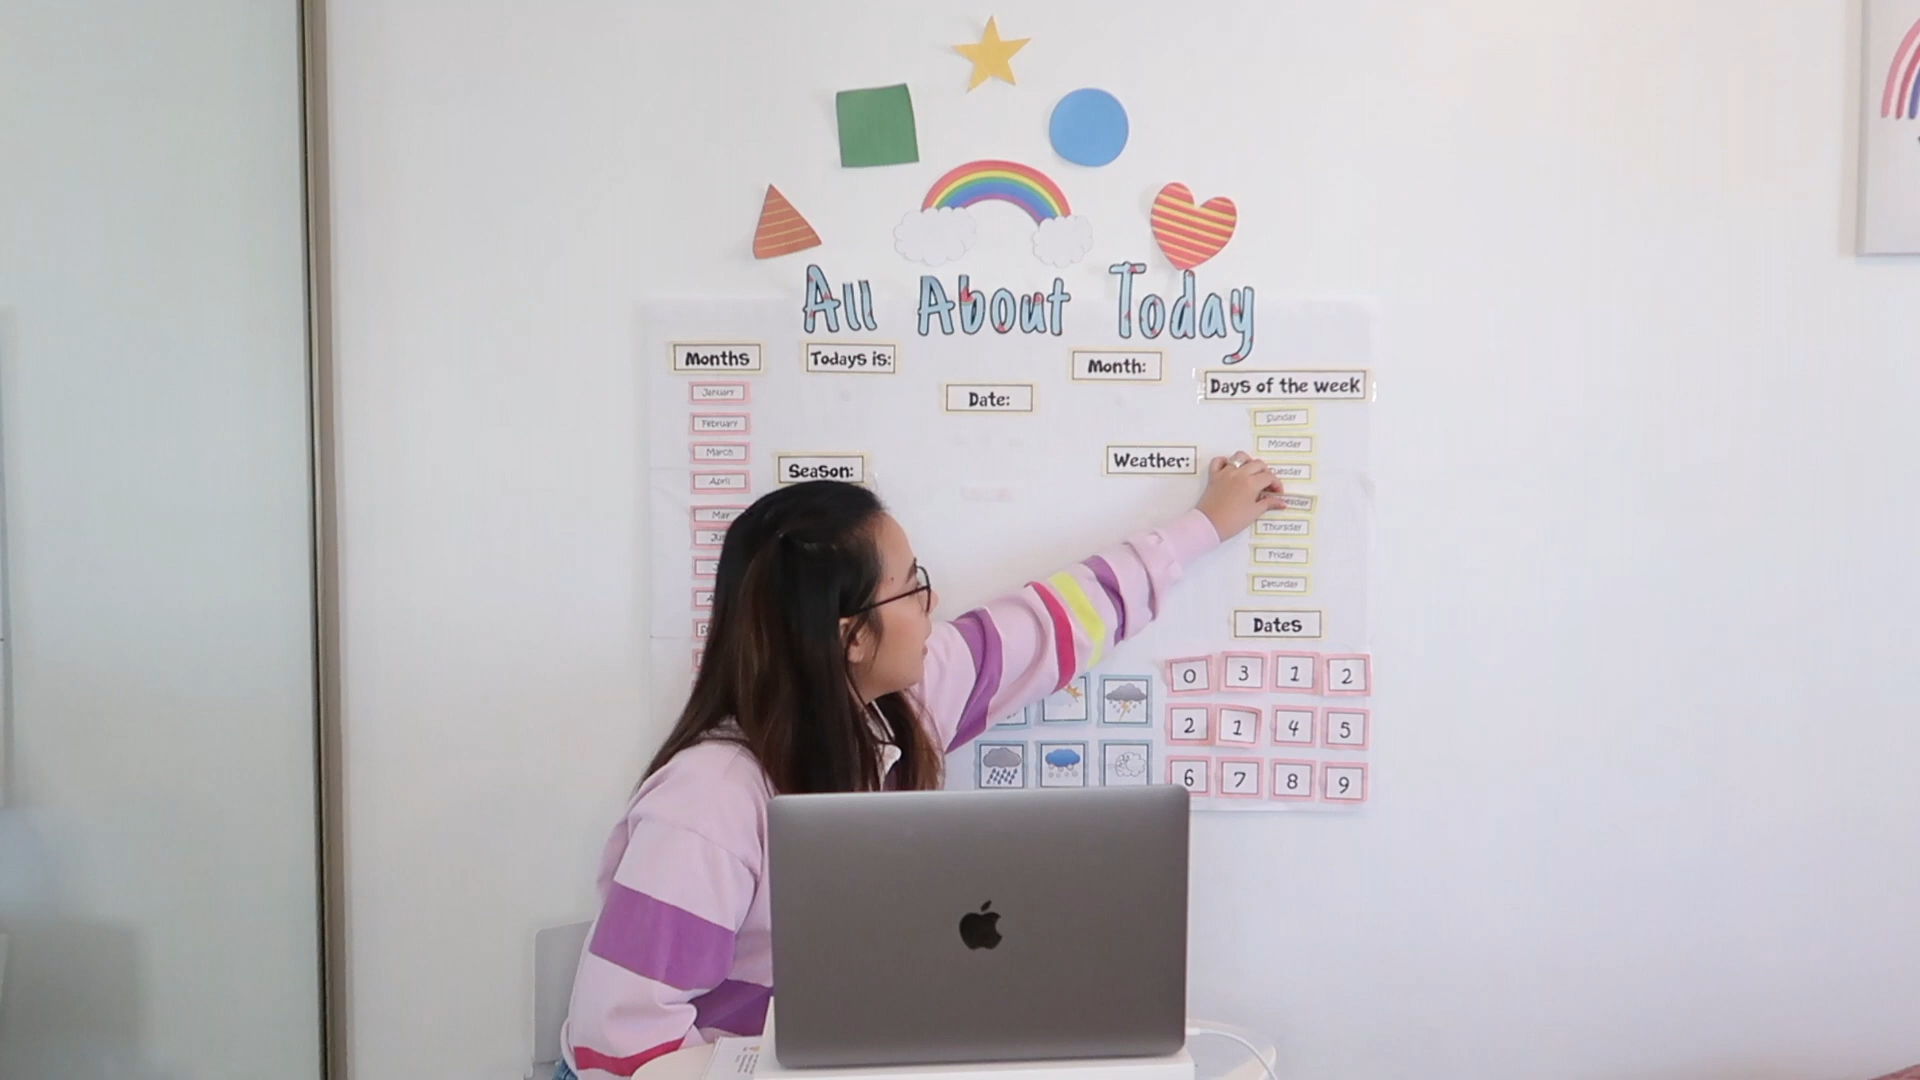 All About Today
Months
Todays is:
Month:
Days of the week
Date:
January
February
March
April
May
Season:
Weather:
Sunday
Monday
Thursday
Friday
Saturday
Dates
0 3 1 2
2 1 4 5
6 7 8 9